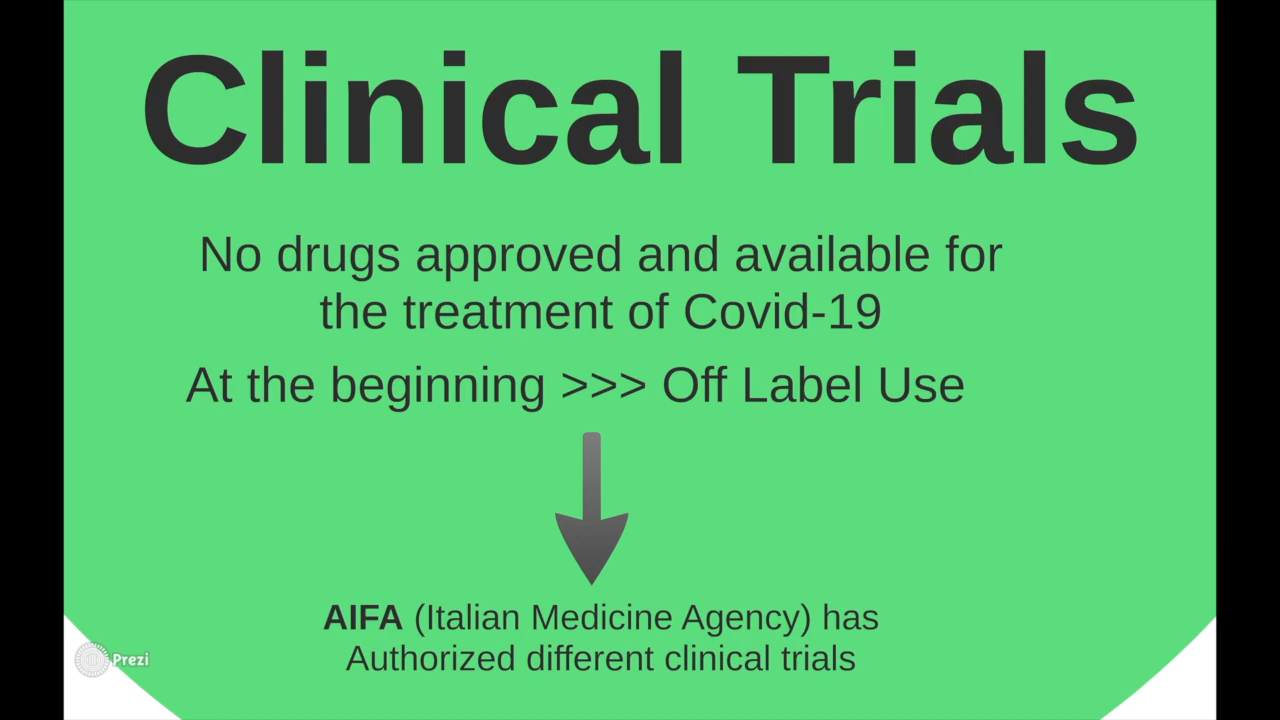 Clinical Trials
No drugs approved and available for
the treatment of Covid-19
At the beginning >>> Off Label Use
AIFA (Italian Medicine Agency) has
Authorized different clinical trials
Prezi